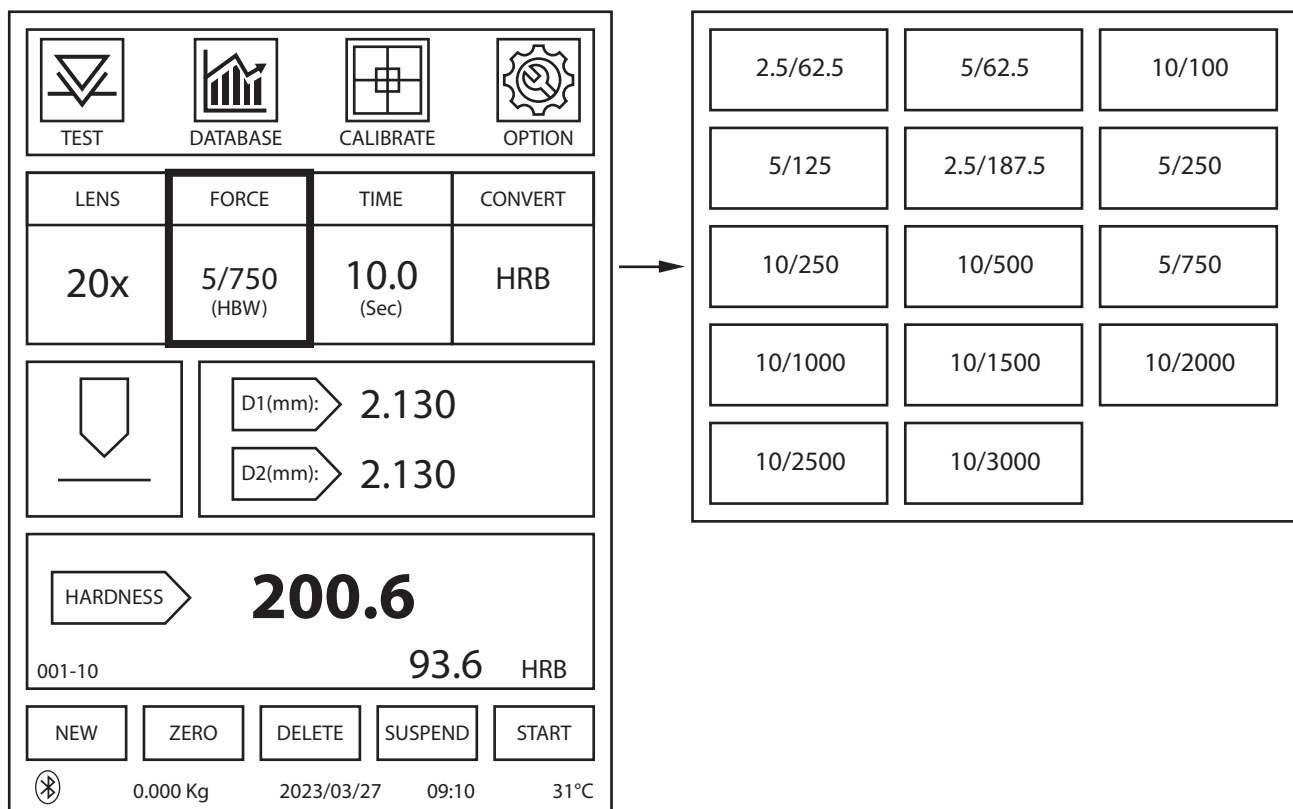 TEST DATABASE CALIBRATE OPTION
LENS FORCE TIME CONVERT
20x 5/750 10.0 HRB
(HBW) (Sec)
D1(mm): 2.130
D2(mm): 2.130
HARDNESS 200.6
001-10 93.6 HRB
NEW ZERO DELETE SUSPEND START
0.000 Kg 2023/03/27 09:10 31°C
2.5/62.5 5/62.5 10/100
5/125 2.5/187.5 5/250
10/250 10/500 5/750
10/1000 10/1500 10/2000
10/2500 10/3000